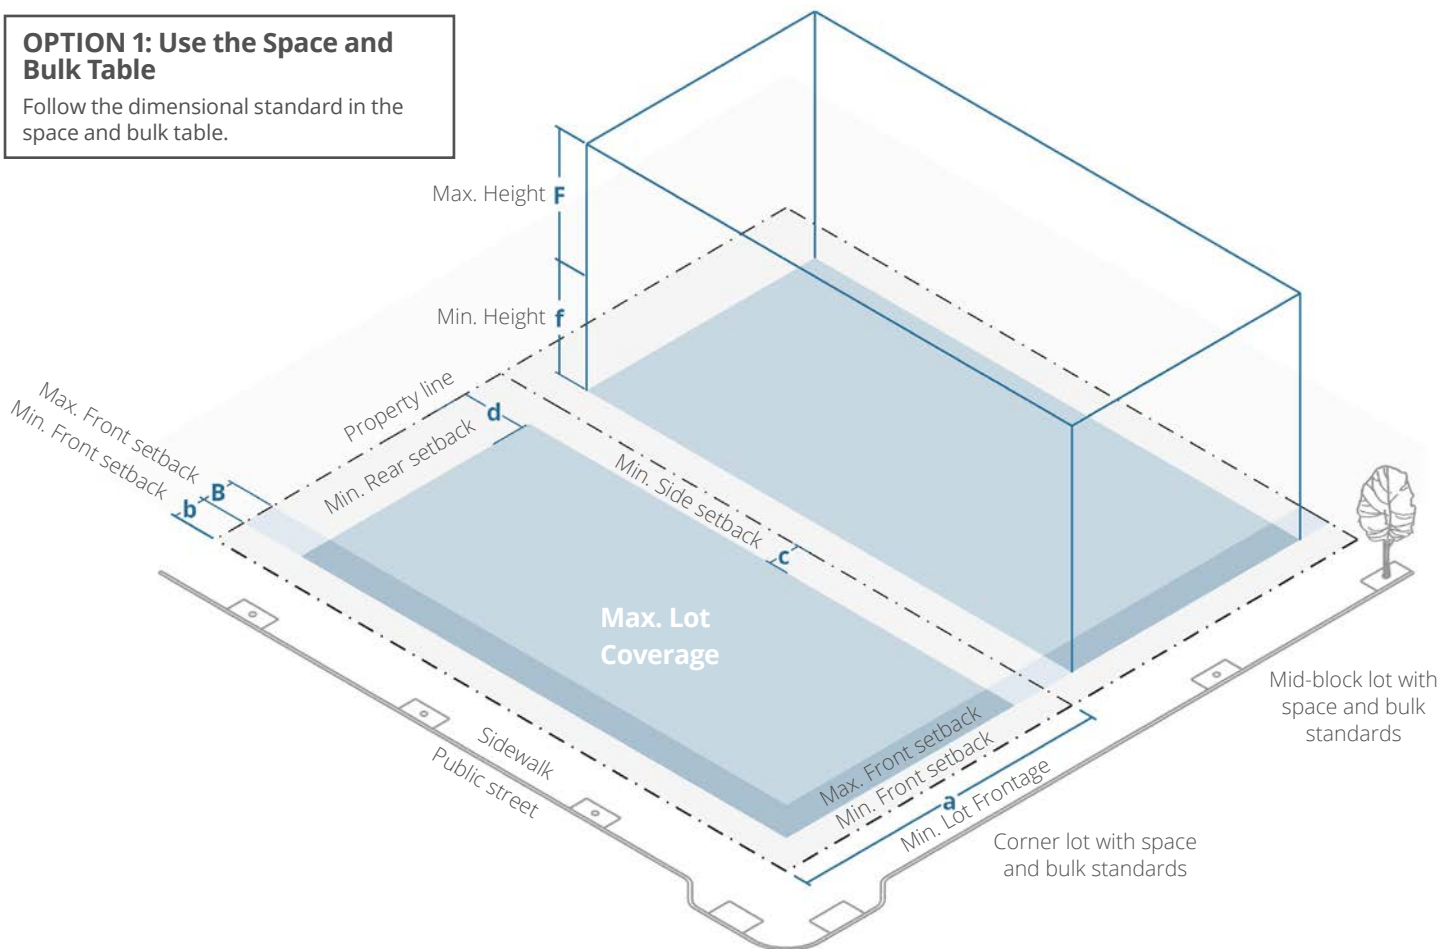 OPTION 1: Use the Space and
Bulk Table
Follow the dimensional standard in the
space and bulk table.
Max. Height F
Min. Height f
Property line
d
Min. Rear setback
Max. Front setback
Min. Front setback
B
b
Min. Side setback
c
Max. Lot
Coverage
Sidewalk
Public street
Max. Front setback
Min. Front setback
a
Min. Lot Frontage
Mid-block lot with
space and bulk
standards
Corner lot with space
and bulk standards